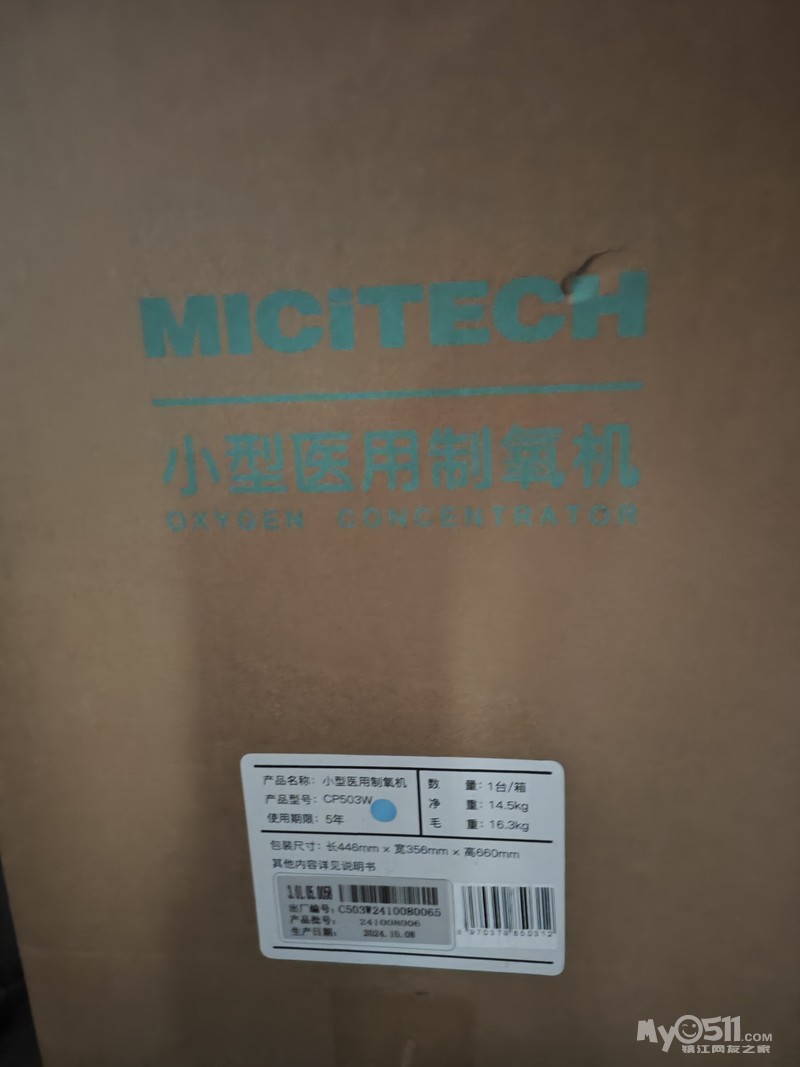 MICiTECH
小型医用制氧机
OXYGEN CONCENTRATOR
产品名称：小型医用制氧机
产品型号：CP503W
使用期限：5年
数 量：1台/箱
净 重：14.5kg
毛 重：16.3kg
包装尺寸：长446mm × 宽356mm × 高660mm
其他内容详见说明书
3.01.05.0058
出厂编号：C503W2410080065
产品批号：241008006
生产日期：2024.10.08
My0511.COM
镇江网友之家